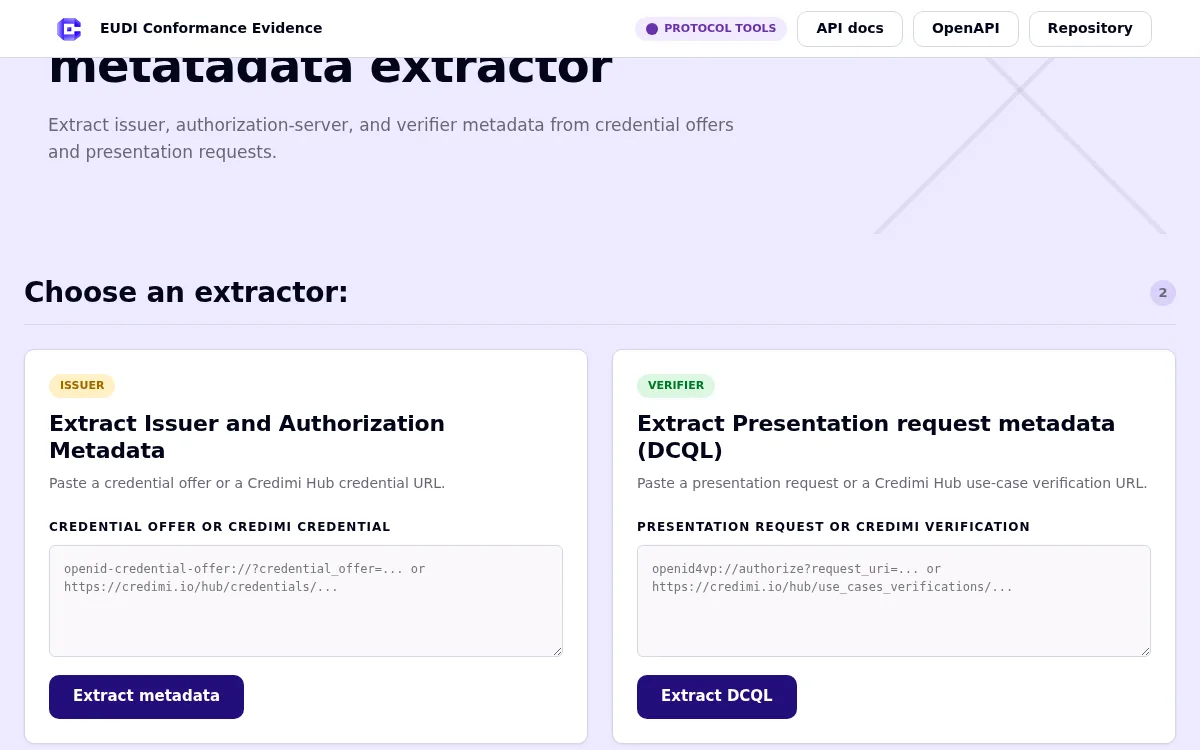 EUDI Conformance Evidence
PROTOCOL TOOLS
API docs
OpenAPI
Repository
metatadata extractor
Extract issuer, authorization-server, and verifier metadata from credential offers
and presentation requests.
Choose an extractor:
2
ISSUER
Extract Issuer and Authorization
Metadata
Paste a credential offer or a Credimi Hub credential URL.
CREDENTIAL OFFER OR CREDIMI CREDENTIAL
openid-credential-offer://?credential_offer=... or
https://credimi.io/hub/credentials/...
Extract metadata
VERIFIER
Extract Presentation request metadata
(DCQL)
Paste a presentation request or a Credimi Hub use-case verification URL.
PRESENTATION REQUEST OR CREDIMI VERIFICATION
openid4vp://authorize?request_uri=... or
https://credimi.io/hub/use_cases_verifications/...
Extract DCQL